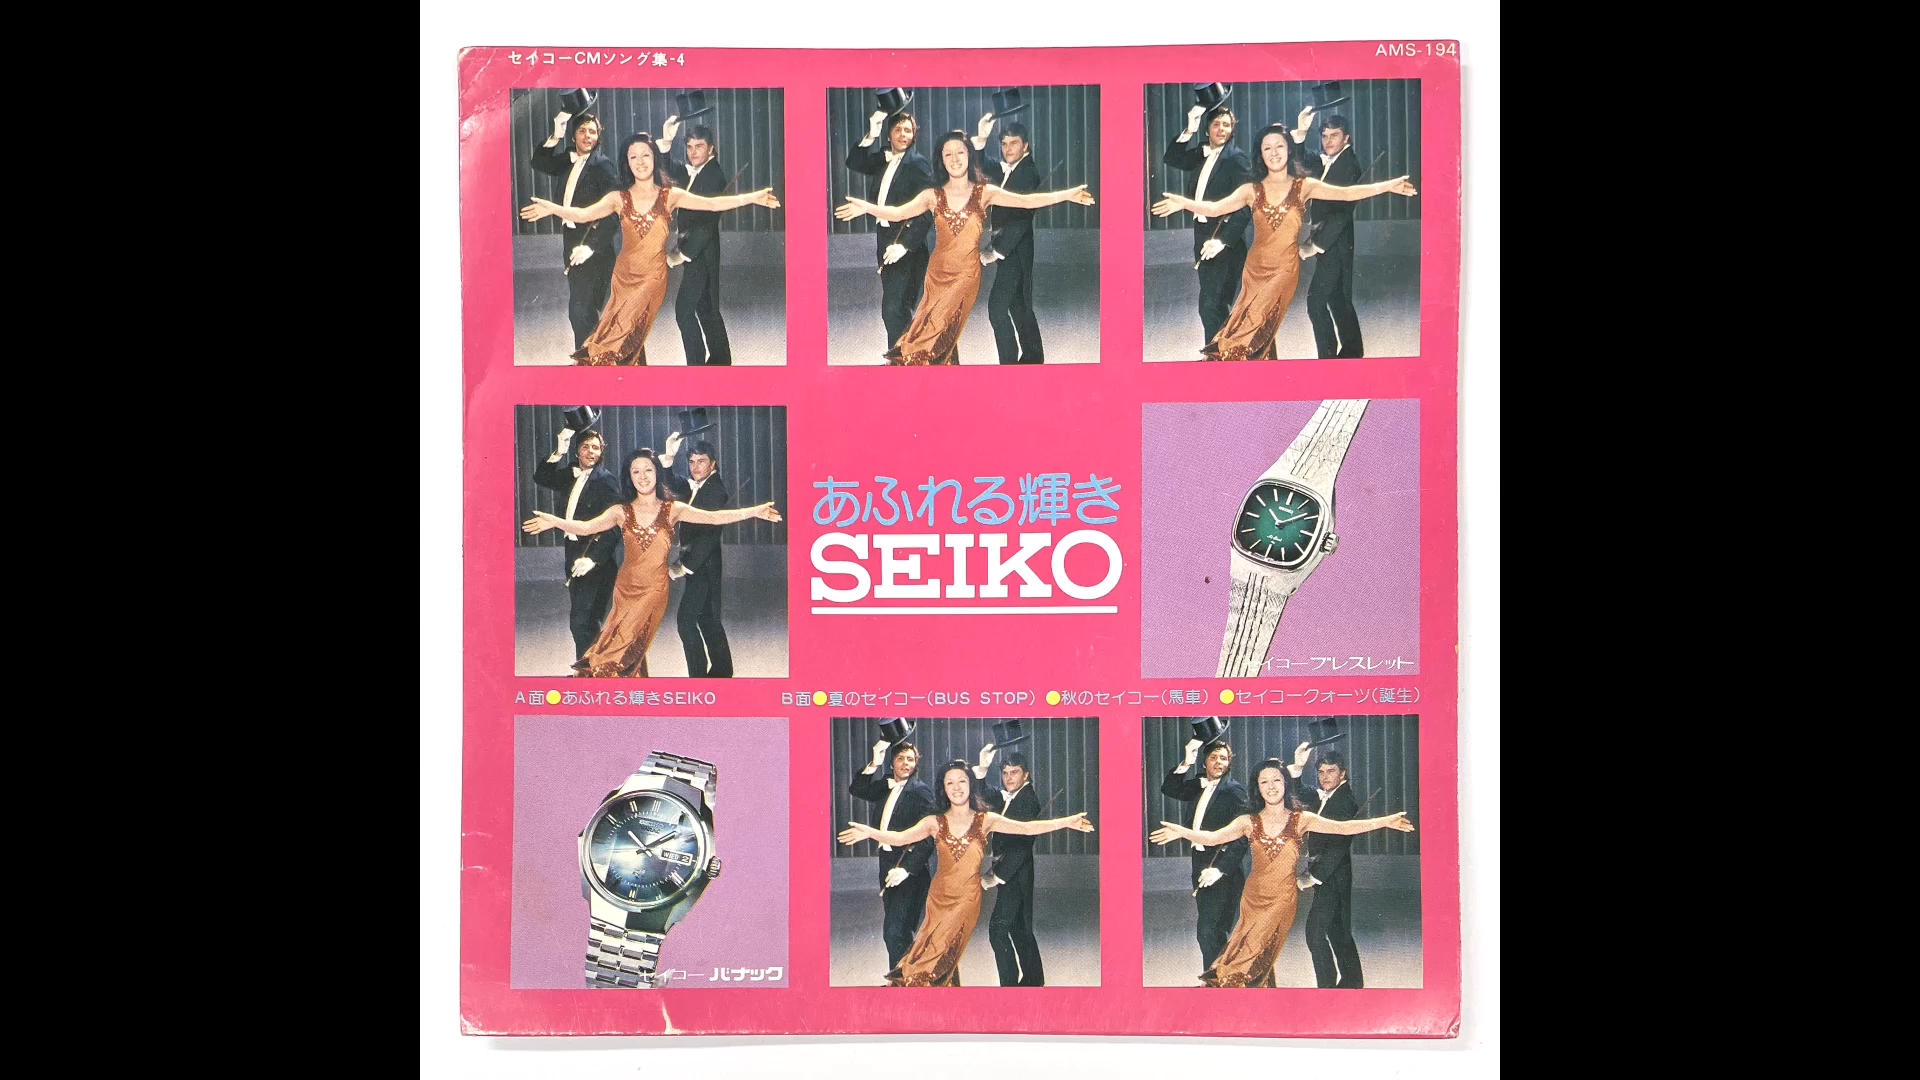 セイコーCMソング集-4
AMS-194
あふれる輝き
SEIKO
セイコーブレスレット
A面●あふれる輝きSEIKO
B面●夏のセイコー(BUS STOP) ●秋のセイコー(馬車) ●セイコークォーツ(誕生)
WED 2
セイコー バナック